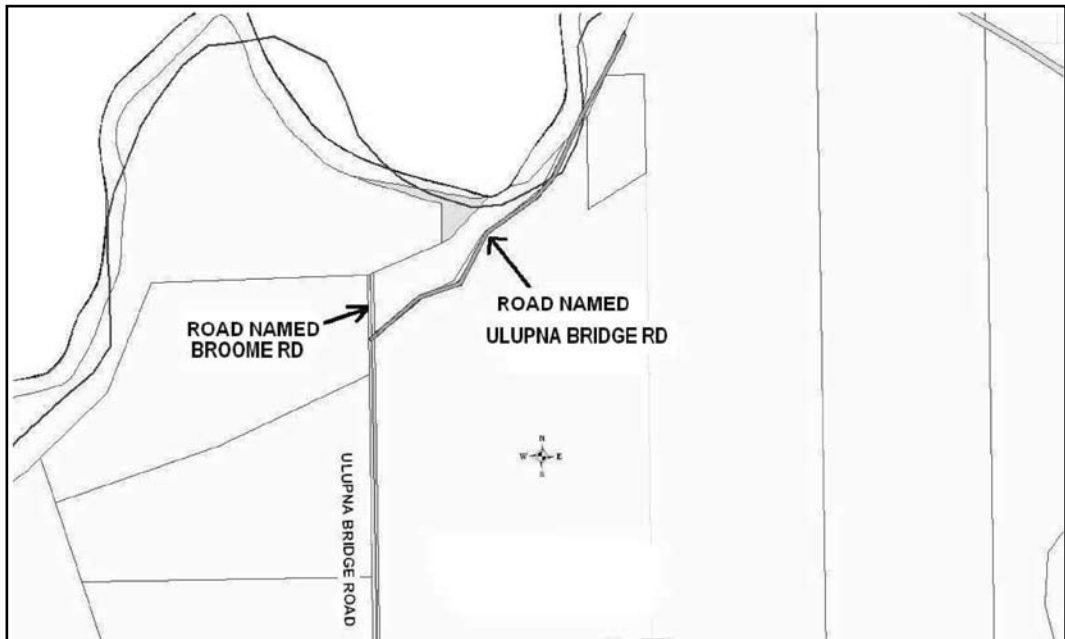 ROAD NAMED
BROOME RD
ROAD NAMED
ULUPNA BRIDGE RD
N
W E
S
ULUPNA BRIDGE ROAD